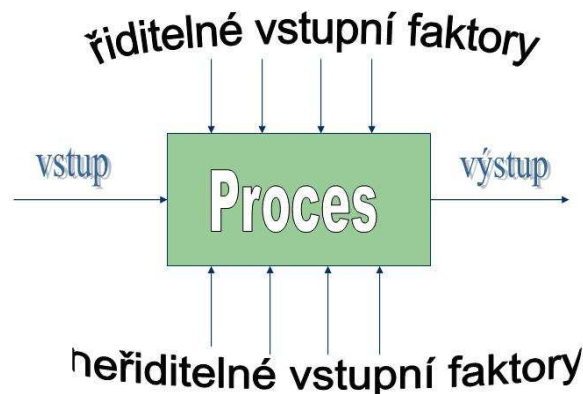 řiditelné vstupní faktory
vstup
Proces
výstup
neřiditelné vstupní faktory